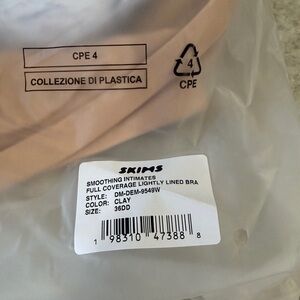 CPE 4
COLLEZIONE DI PLASTICA
4
CPE
SKIMS
SMOOTHING INTIMATES
FULL COVERAGE LIGHTLY LINED BRA
STYLE: DM-DEM-9549W
COLOR: CLAY
SIZE: 36DD
1 98310 47388 8